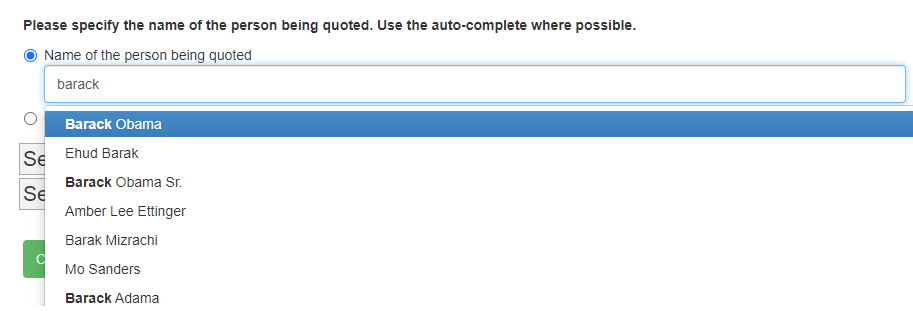 Please specify the name of the person being quoted. Use the auto-complete where possible.
Name of the person being quoted
barack
Barack Obama
Ehud Barak
Se
Barack Obama Sr.
Se
Amber Lee Ettinger
Barak Mizrachi
C
Mo Sanders
Barack Adama